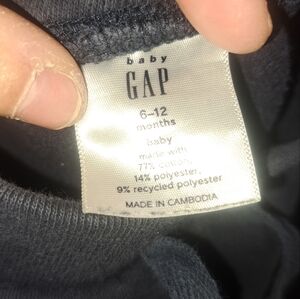 baby
GAP
6-12
months
baby
made with
77% cotton,
14% polyester,
9% recycled polyester
MADE IN CAMBODIA